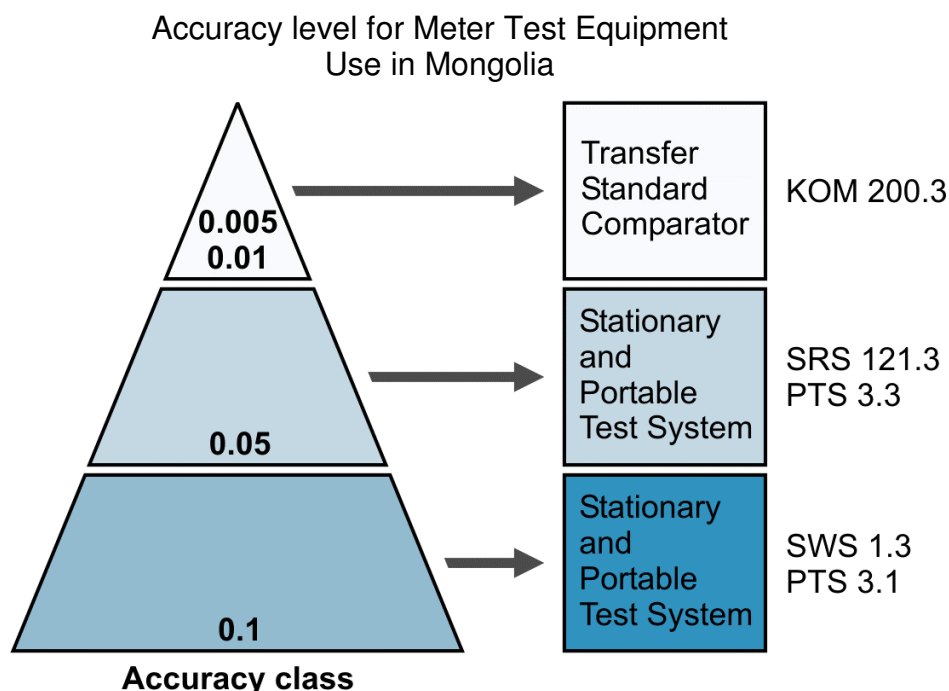 Accuracy level for Meter Test Equipment
Use in Mongolia
0.005
0.01
Transfer
Standard
Comparator
KOM 200.3
0.05
Stationary
and
Portable
Test System
SRS 121.3
PTS 3.3
0.1
Stationary
and
Portable
Test System
SWS 1.3
PTS 3.1
Accuracy class